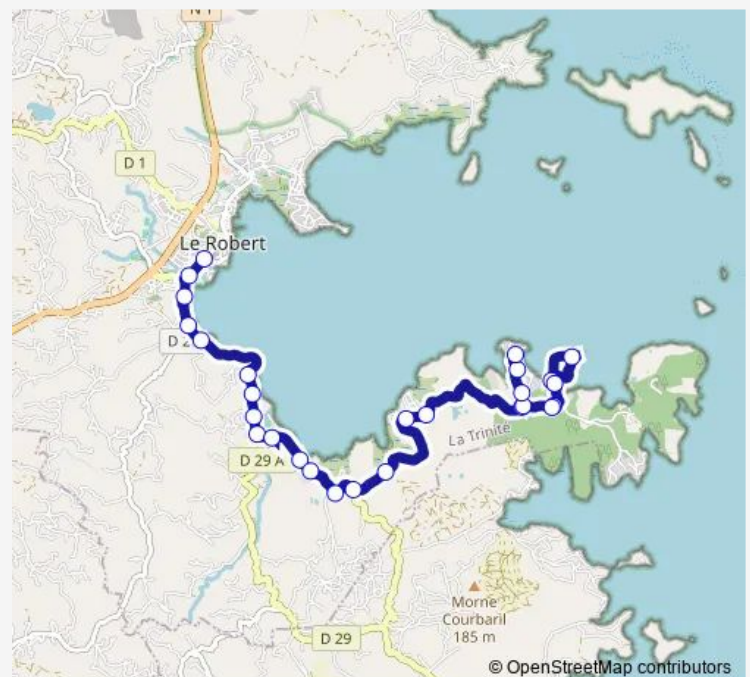 N 1
D 1
Le Robert
D 2
La Trinité
D 29 A
Morne
Courbaril
185 m
D 29
© OpenStreetMap contributors